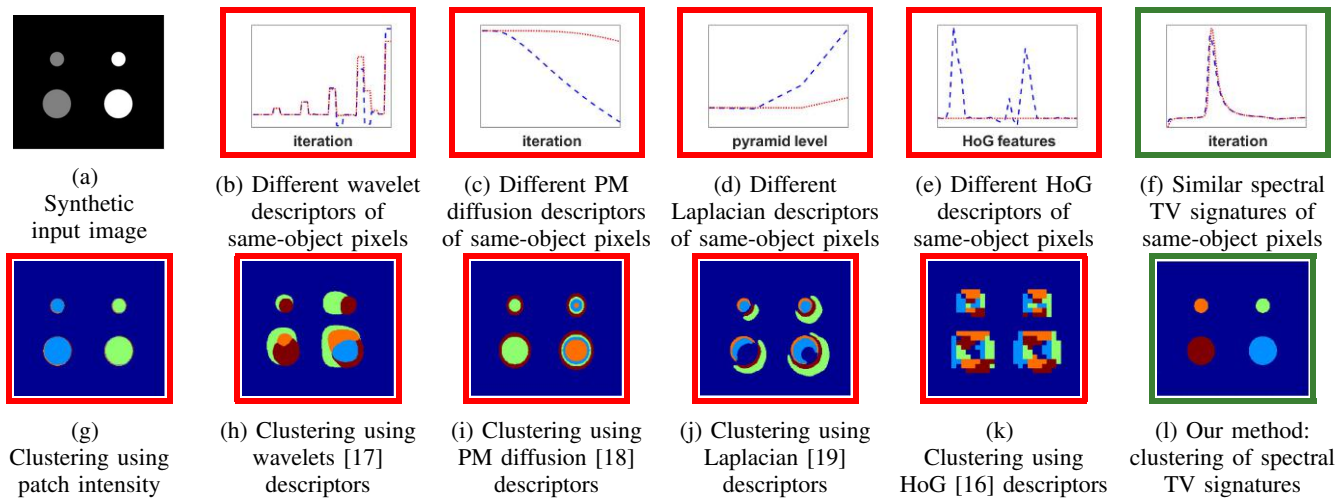 iteration
iteration
pyramid level
HoG features
iteration
(a)
Synthetic
input image
(b) Different wavelet
descriptors of
same-object pixels
(c) Different PM
diffusion descriptors
of same-object pixels
(d) Different
Laplacian descriptors
of same-object pixels
(e) Different HoG
descriptors of
same-object pixels
(f) Similar spectral
TV signatures of
same-object pixels
(g)
Clustering using
patch intensity
(h) Clustering using
wavelets [17]
descriptors
(i) Clustering using
PM diffusion [18]
descriptors
(j) Clustering using
Laplacian [19]
descriptors
(k)
Clustering using
HoG [16] descriptors
(l) Our method:
clustering of spectral
TV signatures